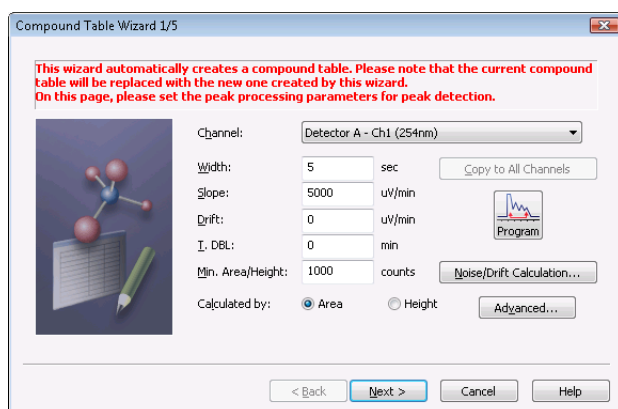 Compound Table Wizard 1/5
This wizard automatically creates a compound table. Please note that the current compound
table will be replaced with the new one created by this wizard.
On this page, please set the peak processing parameters for peak detection.
Channel: Detector A - Ch1 (254nm)
Width: 5 sec Copy to All Channels
Slope: 5000 uV/min
Drift: 0 uV/min
Program
T. DBL: 0 min
Min. Area/Height: 1000 counts Noise/Drift Calculation...
Calculated by: Area Height Advanced...
< Back Next > Cancel Help